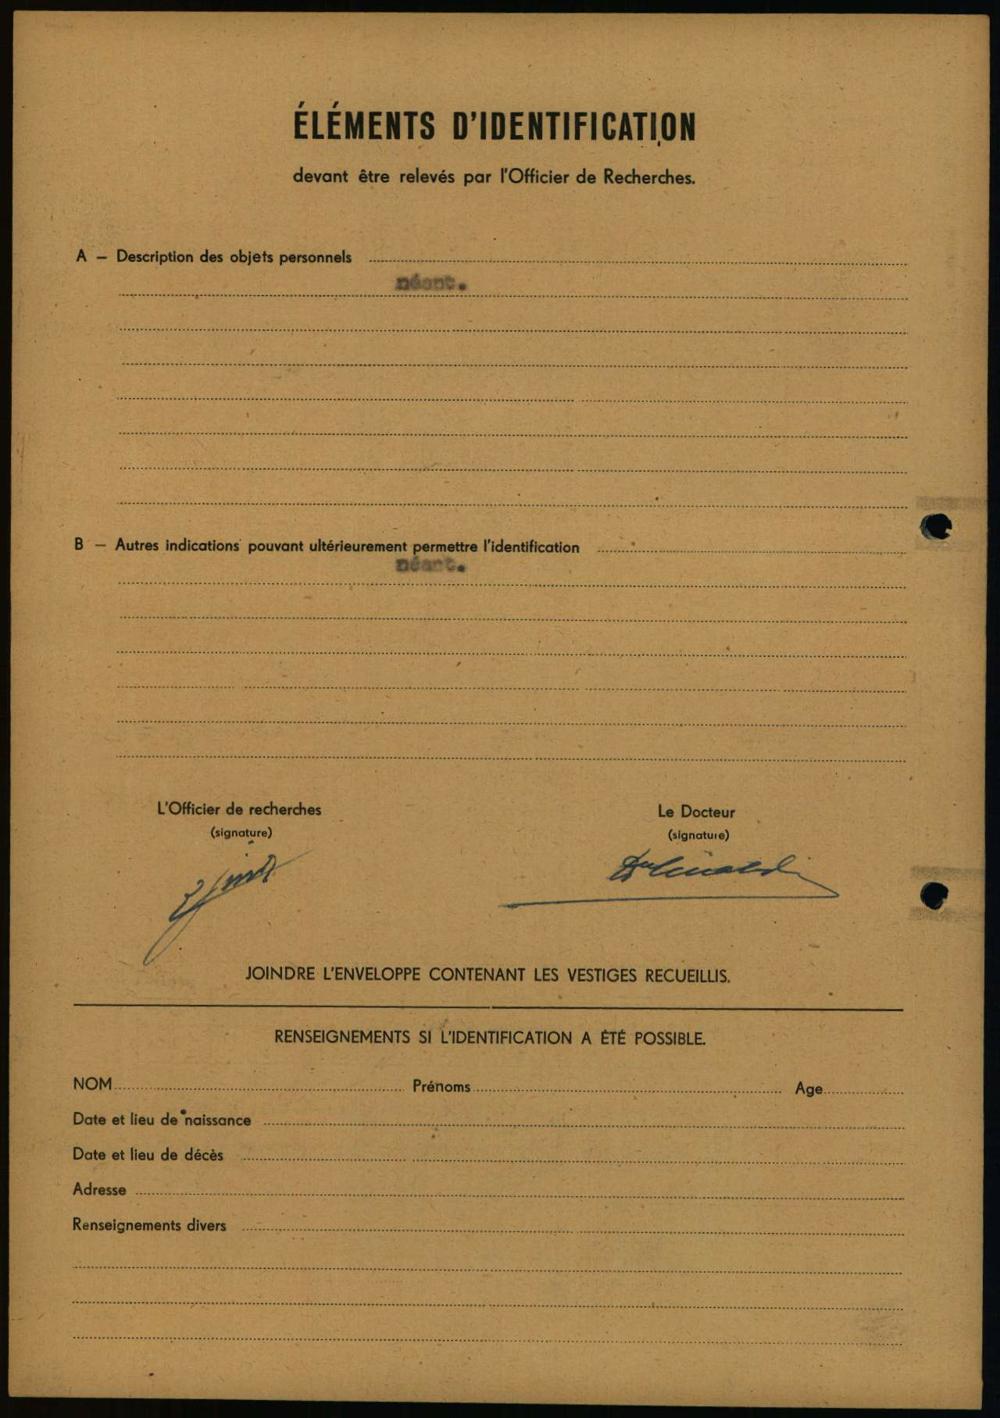 ÉLÉMENTS D'IDENTIFICATION
devant être relevés par l'Officier de Recherches.
A — Description des objets personnels
néant.
B — Autres indications pouvant ultérieurement permettre l'identification
néant.
L'Officier de recherches
(signature)
Le Docteur
(signature)
JOINDRE L'ENVELOPPE CONTENANT LES VESTIGES RECUEILLIS.
RENSEIGNEMENTS SI L'IDENTIFICATION A ÉTÉ POSSIBLE.
NOM Prénoms Age
Date et lieu de naissance
Date et lieu de décès
Adresse
Renseignements divers